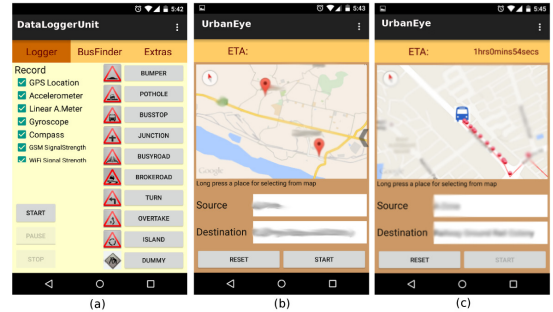 5:42
DataLoggerUnit
Logger BusFinder Extras
Record
GPS Location
Accelerometer
Linear A.Meter
Gyroscope
Compass
GSM SignalStrength
WiFi Signal Strength
START
PAUSE
STOP
BUMPER
POTHOLE
BUSSTOP
JUNCTION
BUSYROAD
BROKEROAD
TURN
OVERTAKE
ISLAND
DUMMY
(a)
5:43
UrbanEye
ETA:
Google
Long press a place for selecting from map
Source
Destination
RESET START
(b)
5:45
UrbanEye
ETA: 1hrs0mins54secs
Long press a place for selecting from map
Source
Destination
RESET START
(c)